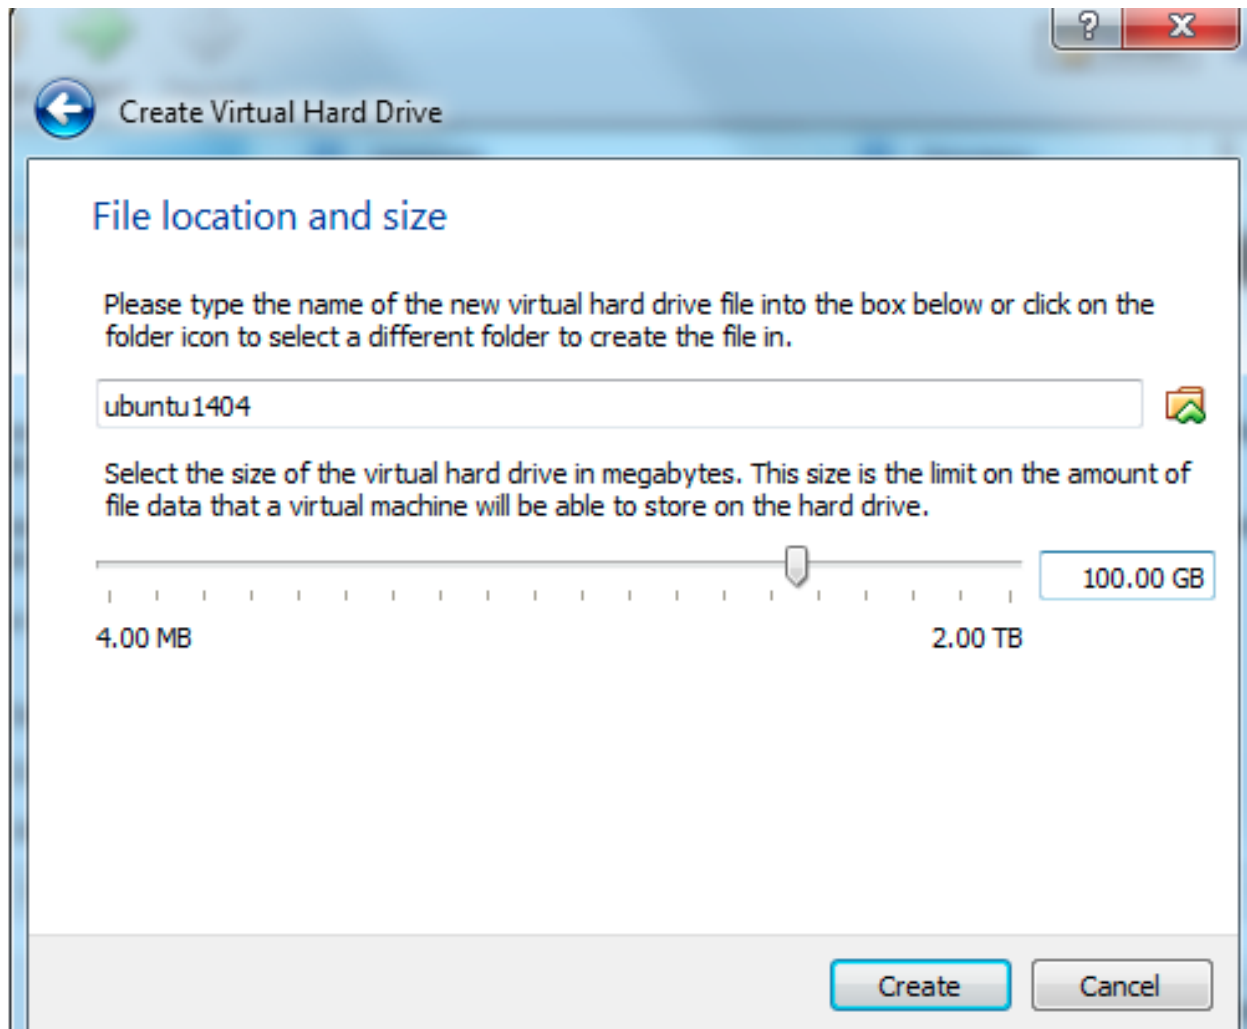 ?
X
Create Virtual Hard Drive
File location and size
Please type the name of the new virtual hard drive file into the box below or click on the
folder icon to select a different folder to create the file in.
ubuntu1404
Select the size of the virtual hard drive in megabytes. This size is the limit on the amount of
file data that a virtual machine will be able to store on the hard drive.
100.00 GB
4.00 MB
2.00 TB
Create
Cancel